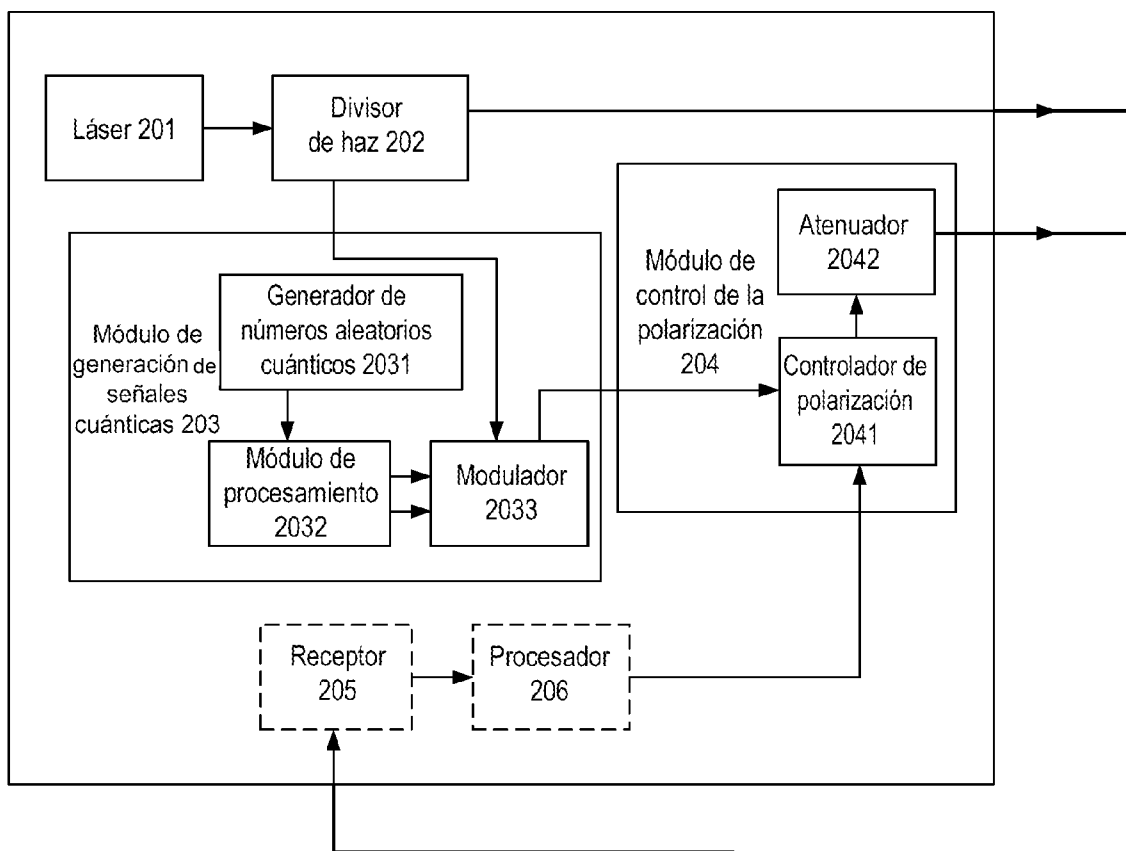 Láser 201
Divisor
de haz 202
Atenuador
2042
Módulo de
control de la
polarización
204
Controlador de
polarización
2041
Módulo de
generación de
señales
cuánticas 203
Generador de
números aleatorios
cuánticos 2031
Módulo de
procesamiento
2032
Modulador
2033
Receptor
205
Procesador
206